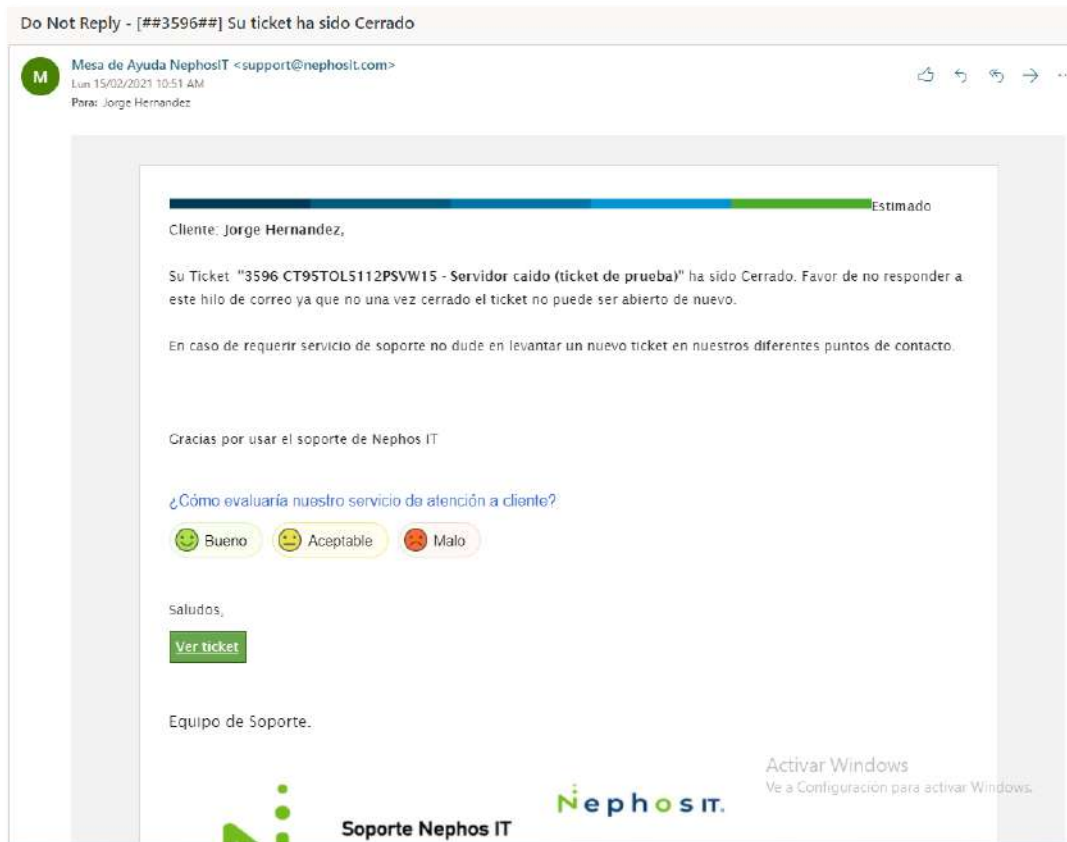 Do Not Reply - [##3596##] Su ticket ha sido Cerrado
M
Mesa de Ayuda NephosIT <support@nephosit.com>
Lun 15/02/2021 10:51 AM
Para: Jorge Hernandez
Estimado
Cliente: Jorge Hernandez,
Su Ticket "3596 CT95TOL5112PSVW15 - Servidor caido (ticket de prueba)" ha sido Cerrado. Favor de no responder a
este hilo de correo ya que no una vez cerrado el ticket no puede ser abierto de nuevo.
En caso de requerir servicio de soporte no dude en levantar un nuevo ticket en nuestros diferentes puntos de contacto.
Gracias por usar el soporte de Nephos IT
¿Cómo evaluaría nuestro servicio de atención a cliente?
Bueno Aceptable Malo
Saludos,
Ver ticket
Equipo de Soporte.
Activar Windows
Ve a Configuración para activar Windows.
Nephos IT.
Soporte Nephos IT